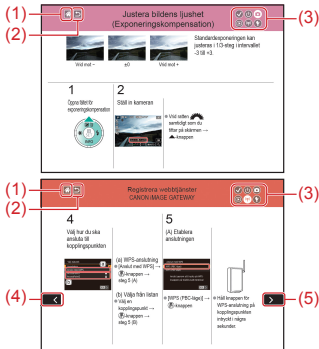 (1)
(2)
(3)
Justera bildens ljushet
(Exponeringskompensation)
Vrid mot −
±0
Vrid mot +
Standardexponeringen kan
justeras i 1/3-steg i intervallet
-3 till +3.
1
Öppna fältet för
exponeringskompensation
2
Ställ in kameran
Vrid ratten
samtidigt som du
tittar på skärmen →
▲-knappen
(1)
(2)
(3)
Registrera webbtjänster
CANON iMAGE GATEWAY
4
Välj hur du ska
ansluta till
kopplingspunkten
(a) WPS-anslutning
[Anslut med WPS] →
-knappen →
steg 5 (A)
(b) Välja från listan
Välj en
kopplingspunkt →
-knappen →
steg 5 (B)
5
(A) Etablera
anslutningen
[WPS (PBC-läge)] →
-knappen
Håll knappen för
WPS-anslutning på
kopplingspunkten
intryckt i några
sekunder.
(4)
(5)